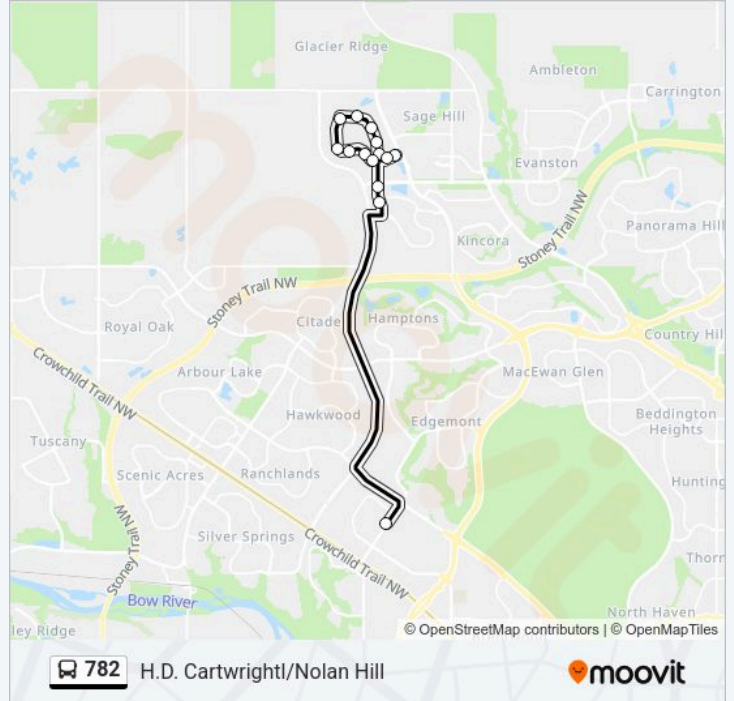 Glacier Ridge
Ambleton
Carrington
Sage Hill
Evanston
Panorama Hill
Kincora
Stoney Trail NW
Stoney Trail NW
Citade
Hamptons
Royal Oak
Country Hil
Crowchild Trail NW
Arbour Lake
MacEwan Glen
Hawkwood
Edgemont
Beddington
Heights
Tuscany
Scenic Acres
Ranchlands
Hunting
Stoney Trail NW
Silver Springs
Crowchild Trail NW
Thorn
Bow River
North Haven
ley Ridge
© OpenStreetMap contributors | © OpenMapTiles
782 H.D. Cartwrightl/Nolan Hill
moovit
moovit